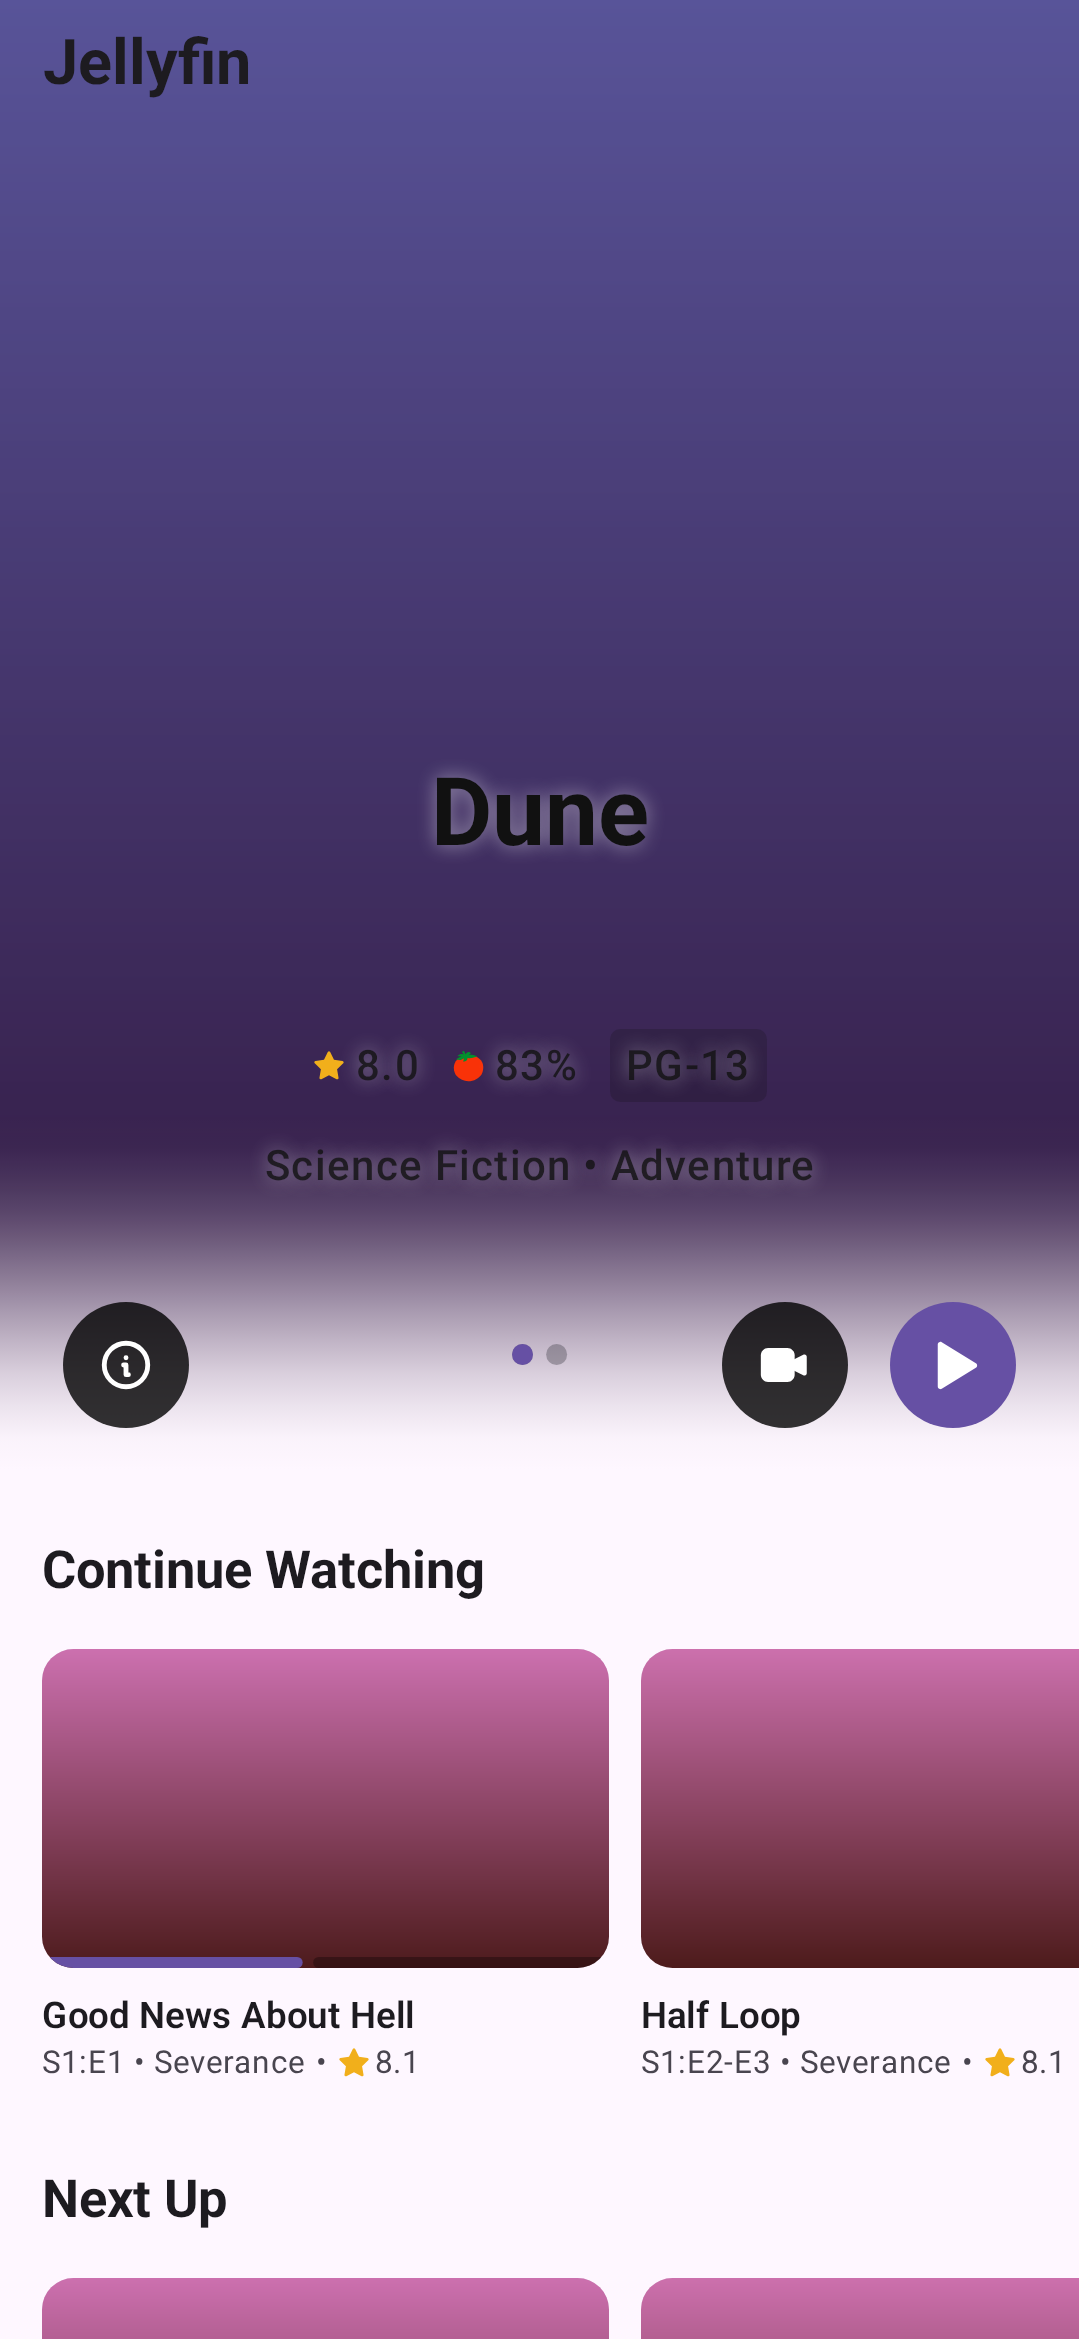 Jellyfin
Dune
8.0 83% PG-13
Science Fiction • Adventure
Continue Watching
Good News About Hell
S1:E1 • Severance • 8.1
Half Loop
S1:E2-E3 • Severance • 8.1
Next Up